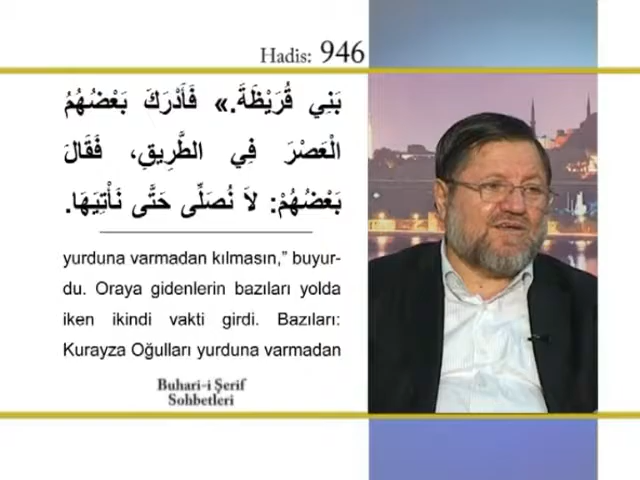 Hadis: 946
بَنِي قُرَيْظَةَ.» فَأَدْرَكَ بَعْضُهُمُ
الْعَصْرَ فِي الطَّرِيقِ، فَقَالَ
بَعْضُهُمْ: لاَ نُصَلِّى حَتَّى نَأْتِيَهَا.
yurduna varmadan kılmasın,” buyur-
du. Oraya gidenlerin bazıları yolda
iken ikindi vakti girdi. Bazıları:
Kurayza Oğulları yurduna varmadan
Buhari-i Şerif
Sohbetleri